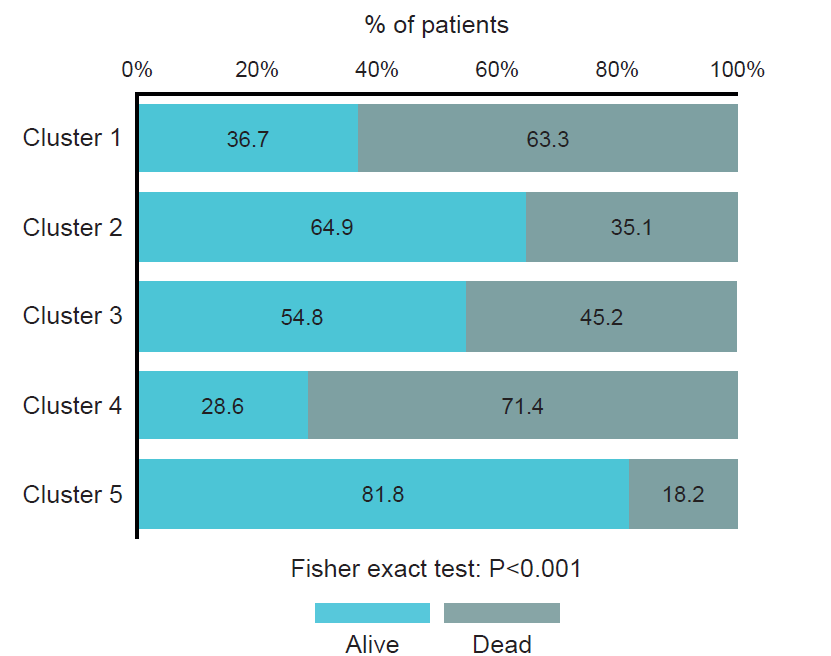 % of patients
0% 20% 40% 60% 80% 100%
Cluster 1 36.7 63.3
Cluster 2 64.9 35.1
Cluster 3 54.8 45.2
Cluster 4 28.6 71.4
Cluster 5 81.8 18.2
Fisher exact test: P<0.001
Alive Dead